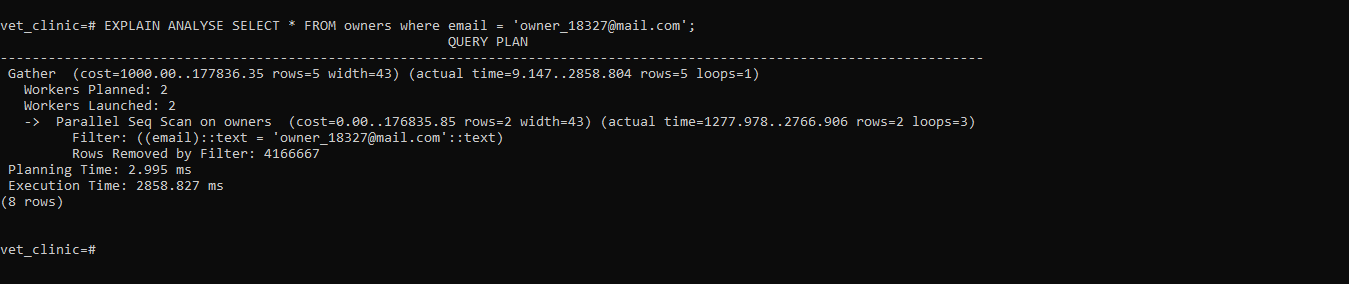 vet_clinic=# EXPLAIN ANALYSE SELECT * FROM owners where email = 'owner_18327@mail.com';
QUERY PLAN
---------------------------------------------------------------------------------------------------------------------------
Gather  (cost=1000.00..177836.35 rows=5 width=43) (actual time=9.147..2858.804 rows=5 loops=1)
Workers Planned: 2
Workers Launched: 2
->  Parallel Seq Scan on owners  (cost=0.00..176835.85 rows=2 width=43) (actual time=1277.978..2766.906 rows=2 loops=3)
Filter: ((email)::text = 'owner_18327@mail.com'::text)
Rows Removed by Filter: 4166667
Planning Time: 2.995 ms
Execution Time: 2858.827 ms
(8 rows)
vet_clinic=#